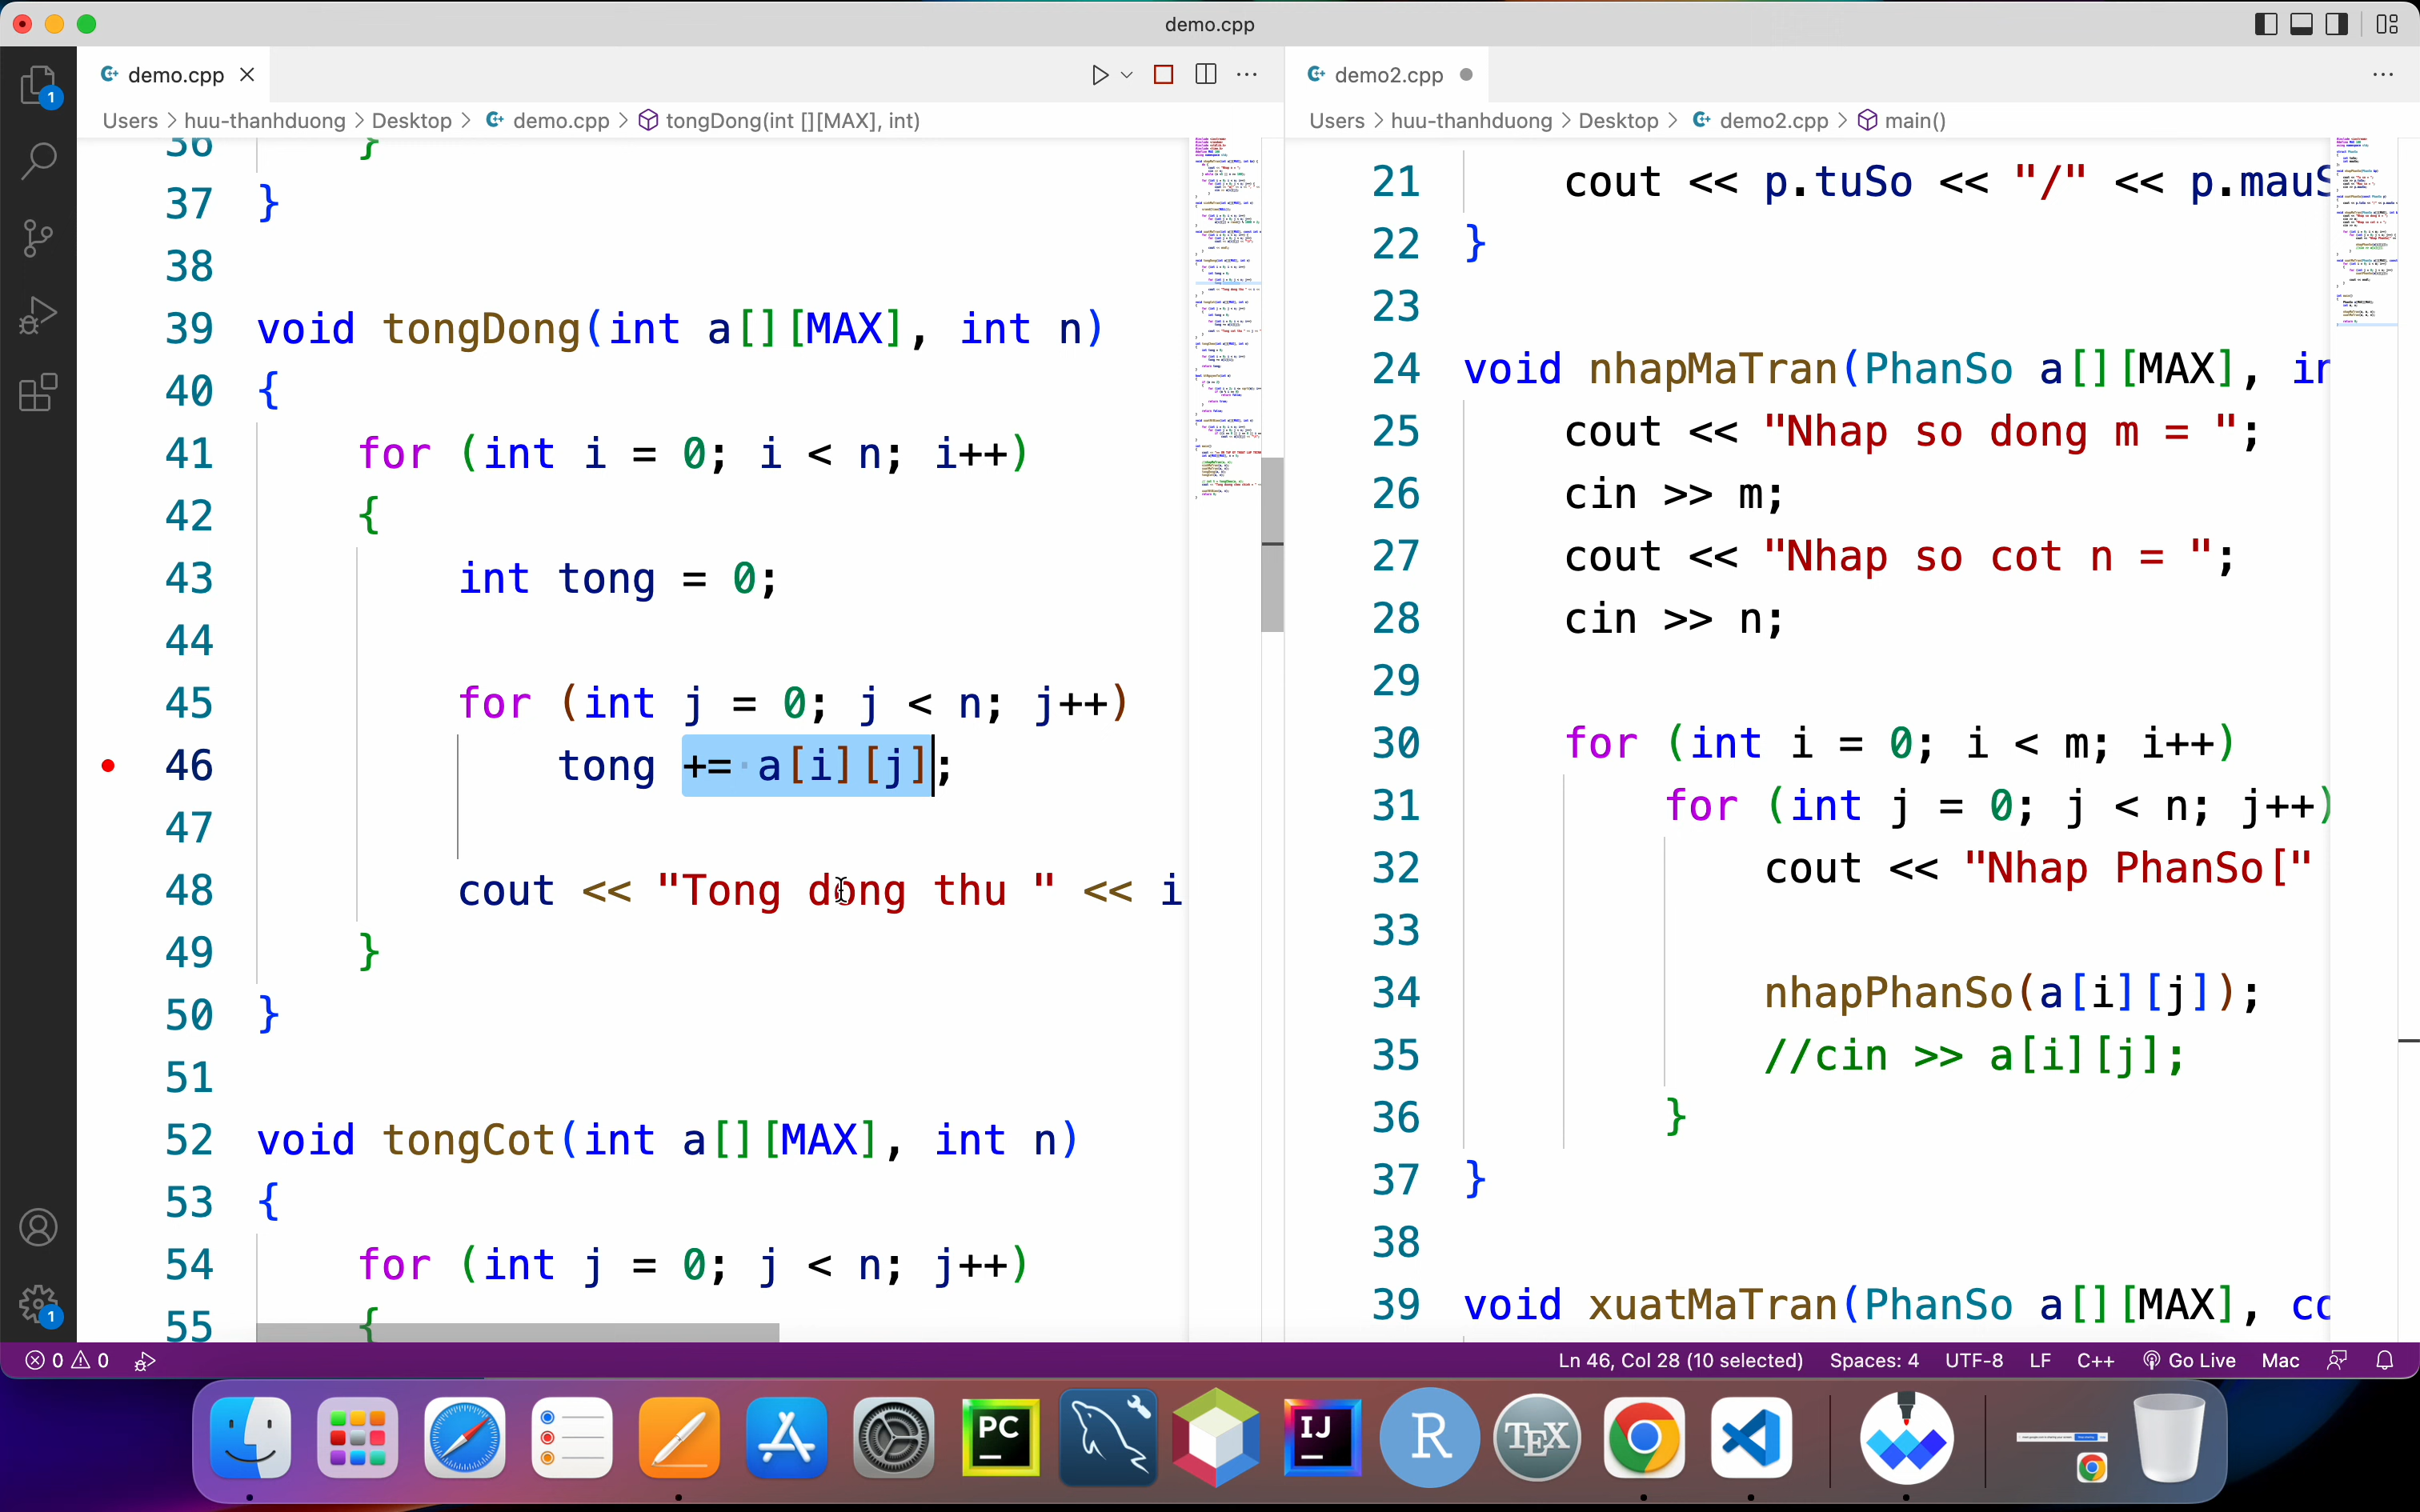 demo.cpp
demo.cpp
demo2.cpp
Users > huu-thanhduong > Desktop > demo.cpp > tongDong(int [][MAX], int)
Users > huu-thanhduong > Desktop > demo2.cpp > main()
36 }
37 }
38
39 void tongDong(int a[][MAX], int n)
40 {
41 for (int i = 0; i < n; i++)
42 {
43 int tong = 0;
44
45 for (int j = 0; j < n; j++)
46 tong += a[i][j];
47
48 cout << "Tong dong thu " << i
49 }
50 }
51
52 void tongCot(int a[][MAX], int n)
53 {
54 for (int j = 0; j < n; j++)
55 {
21 cout << p.tuSo << "/" << p.mauS
22 }
23
24 void nhapMaTran(PhanSo a[][MAX], in
25 cout << "Nhap so dong m = ";
26 cin >> m;
27 cout << "Nhap so cot n = ";
28 cin >> n;
29
30 for (int i = 0; i < m; i++)
31 for (int j = 0; j < n; j++)
32 cout << "Nhap PhanSo["
33
34 nhapPhanSo(a[i][j]);
35 //cin >> a[i][j];
36 }
37 }
38
39 void xuatMaTran(PhanSo a[][MAX], co
1
1
0 0
Ln 46, Col 28 (10 selected) Spaces: 4 UTF-8 LF C++ Go Live Mac
PC
IJ
R
TEX